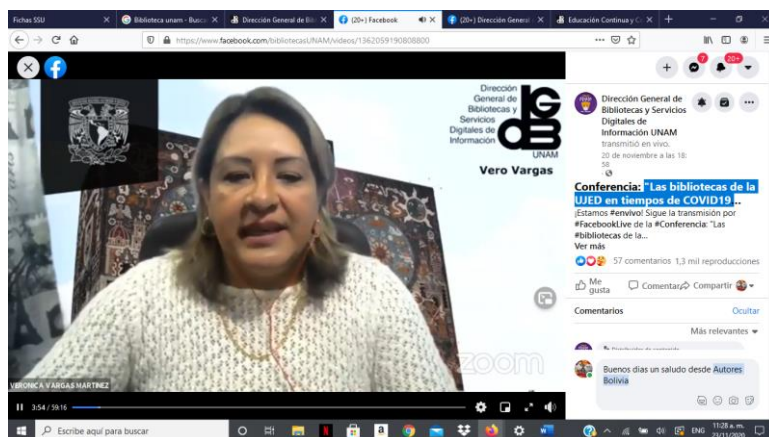 Fichas SSU
Biblioteca unam - Busca
Dirección General de Bib
(20+) Facebook
(20+) Dirección General
Educación Continua y C
https://www.facebook.com/bibliotecasUNAM/videos/1362059190808800
Dirección
General de
Bibliotecas y
Servicios
Digitales de
Información
UNAM
Vero Vargas
zoom
VERONICA VARGAS MARTINEZ
3:54 / 59:16
7
20+
Dirección General de
Bibliotecas y Servicios
Digitales de
Información UNAM
transmitió en vivo.
20 de noviembre a las 18:
58
Conferencia: "Las bibliotecas de la
UJED en tiempos de COVID19 ..
¡Estamos #envivo! Sigue la transmisión por
#FacebookLive de la #Conferencia: "Las
#bibliotecas de la...
Ver más
57 comentarios 1,3 mil reproducciones
Me gusta
Comentar
Compartir
Comentarios
Ocultar
Más relevantes
Buenos dias un saludo desde Autores
Bolivia
Escribe aquí para buscar
ENG
11:28 a. m.
23/11/2020